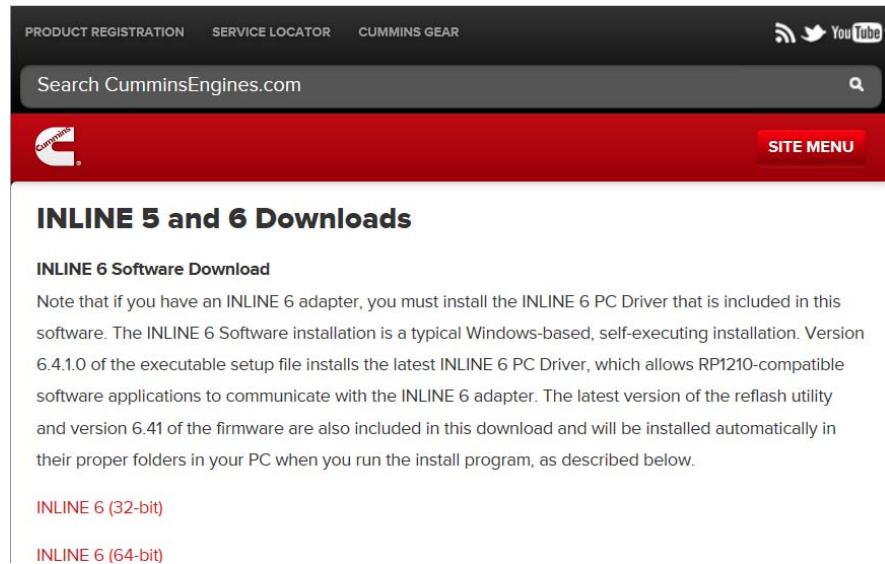 PRODUCT REGISTRATION SERVICE LOCATOR CUMMINS GEAR YouTube
Search CumminsEngines.com
Cummins
SITE MENU
INLINE 5 and 6 Downloads
INLINE 6 Software Download
Note that if you have an INLINE 6 adapter, you must install the INLINE 6 PC Driver that is included in this
software. The INLINE 6 Software installation is a typical Windows-based, self-executing installation. Version
6.4.1.0 of the executable setup file installs the latest INLINE 6 PC Driver, which allows RP1210-compatible
software applications to communicate with the INLINE 6 adapter. The latest version of the reflash utility
and version 6.41 of the firmware are also included in this download and will be installed automatically in
their proper folders in your PC when you run the install program, as described below.
INLINE 6 (32-bit)
INLINE 6 (64-bit)